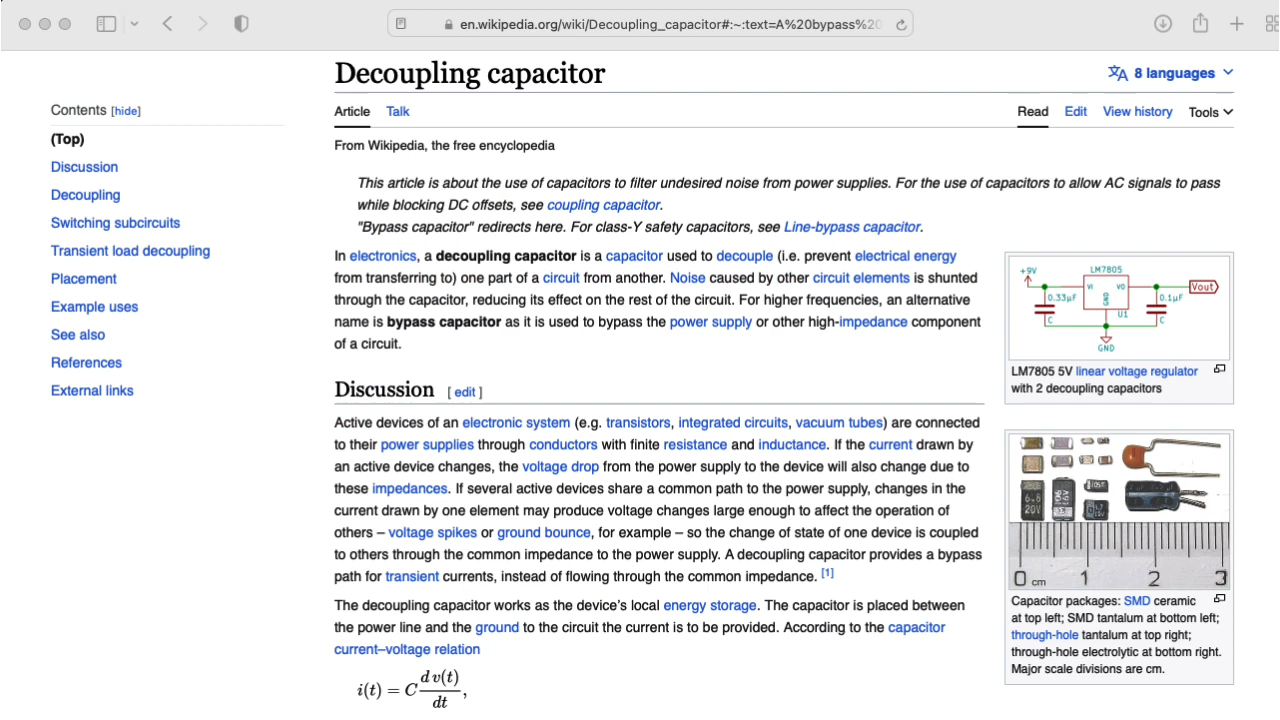 en.wikipedia.org/wiki/Decoupling_capacitor#:~:text=A%20bypass%20
Decoupling capacitor
8 languages
Contents [hide]
(Top)
Discussion
Decoupling
Switching subcircuits
Transient load decoupling
Placement
Example uses
See also
References
External links
Article Talk
Read Edit View history Tools
From Wikipedia, the free encyclopedia
This article is about the use of capacitors to filter undesired noise from power supplies. For the use of capacitors to allow AC signals to pass
while blocking DC offsets, see coupling capacitor.
"Bypass capacitor" redirects here. For class-Y safety capacitors, see Line-bypass capacitor.
In electronics, a decoupling capacitor is a capacitor used to decouple (i.e. prevent electrical energy
from transferring to) one part of a circuit from another. Noise caused by other circuit elements is shunted
through the capacitor, reducing its effect on the rest of the circuit. For higher frequencies, an alternative
name is bypass capacitor as it is used to bypass the power supply or other high-impedance component
of a circuit.
Discussion [ edit ]
Active devices of an electronic system (e.g. transistors, integrated circuits, vacuum tubes) are connected
to their power supplies through conductors with finite resistance and inductance. If the current drawn by
an active device changes, the voltage drop from the power supply to the device will also change due to
these impedances. If several active devices share a common path to the power supply, changes in the
current drawn by one element may produce voltage changes large enough to affect the operation of
others – voltage spikes or ground bounce, for example – so the change of state of one device is coupled
to others through the common impedance to the power supply. A decoupling capacitor provides a bypass
path for transient currents, instead of flowing through the common impedance. [1]
The decoupling capacitor works as the device's local energy storage. The capacitor is placed between
the power line and the ground to the circuit the current is to be provided. According to the capacitor
current–voltage relation
i(t) = C dv(t)/dt,
+9V LM7805
VI VO Vout
0.33µF GND 0.1µF
C U1 C
GND
LM7805 5V linear voltage regulator
with 2 decoupling capacitors
6.8
20V
0 cm 1 2 3
Capacitor packages: SMD ceramic
at top left; SMD tantalum at bottom left;
through-hole tantalum at top right;
through-hole electrolytic at bottom right.
Major scale divisions are cm.